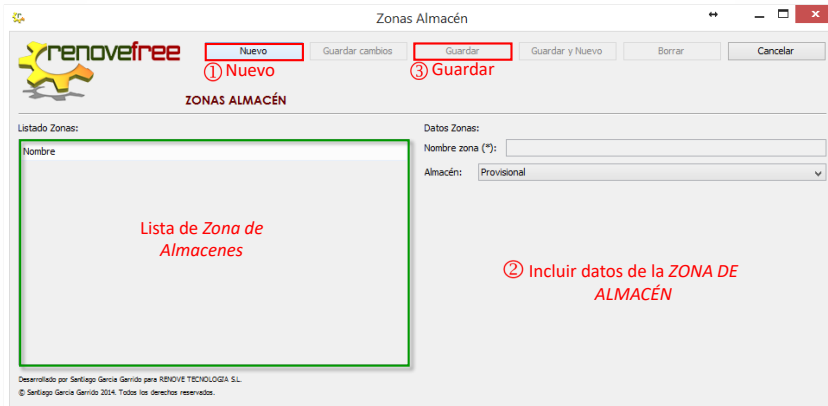 Zonas Almacén
renovefree
Nuevo Guardar cambios Guardar Guardar y Nuevo Borrar Cancelar
① Nuevo ③ Guardar
ZONAS ALMACÉN
Listado Zonas:
Nombre
Lista de Zona de
Almacenes
Datos Zonas:
Nombre zona (*):
Almacén: Provisional
② Incluir datos de la ZONA DE
ALMACÉN
Desarrollado por Santiago Garcia Garrido para RENOVE TECNOLOGIA S.L.
© Santiago Garcia Garrido 2014. Todos los derechos reservados.